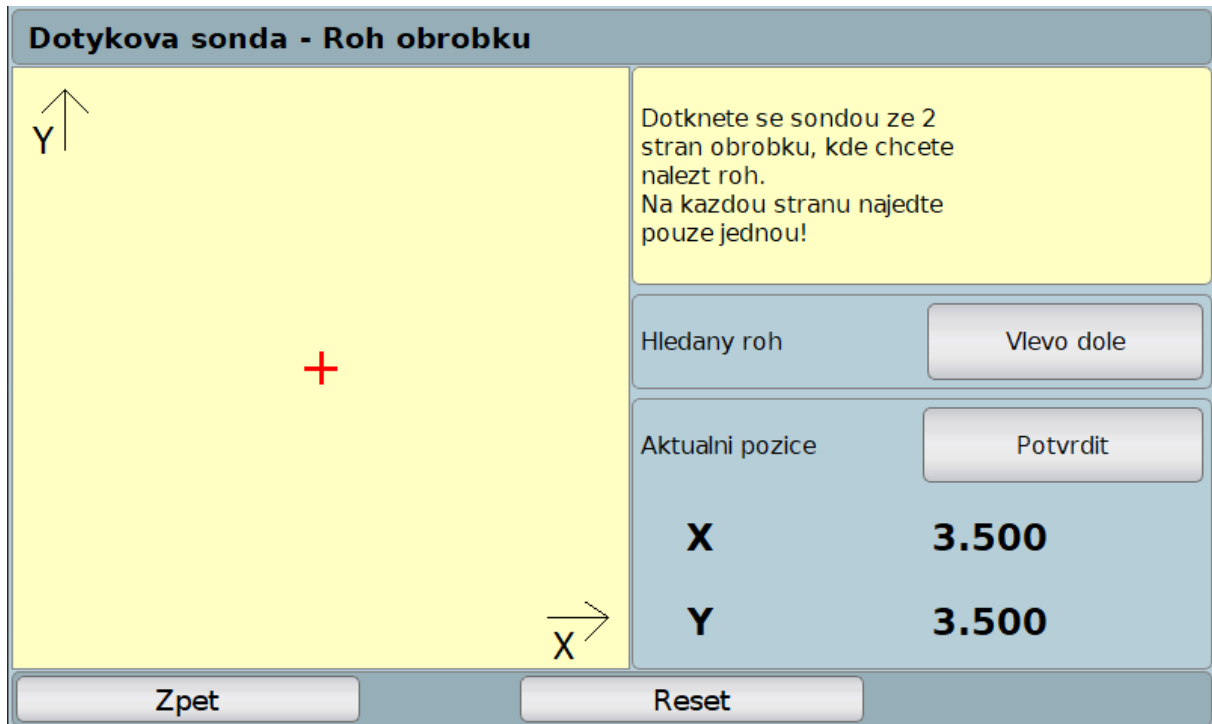 Dotykova sonda - Roh obrobku
Y
X
Dotknete se sondou ze 2
stran obrobku, kde chcete
nalezt roh.
Na kazdou stranu najedte
pouze jednou!
Hledany roh
Vlevo dole
Aktualni pozice
Potvrdit
X 3.500
Y 3.500
Zpet
Reset